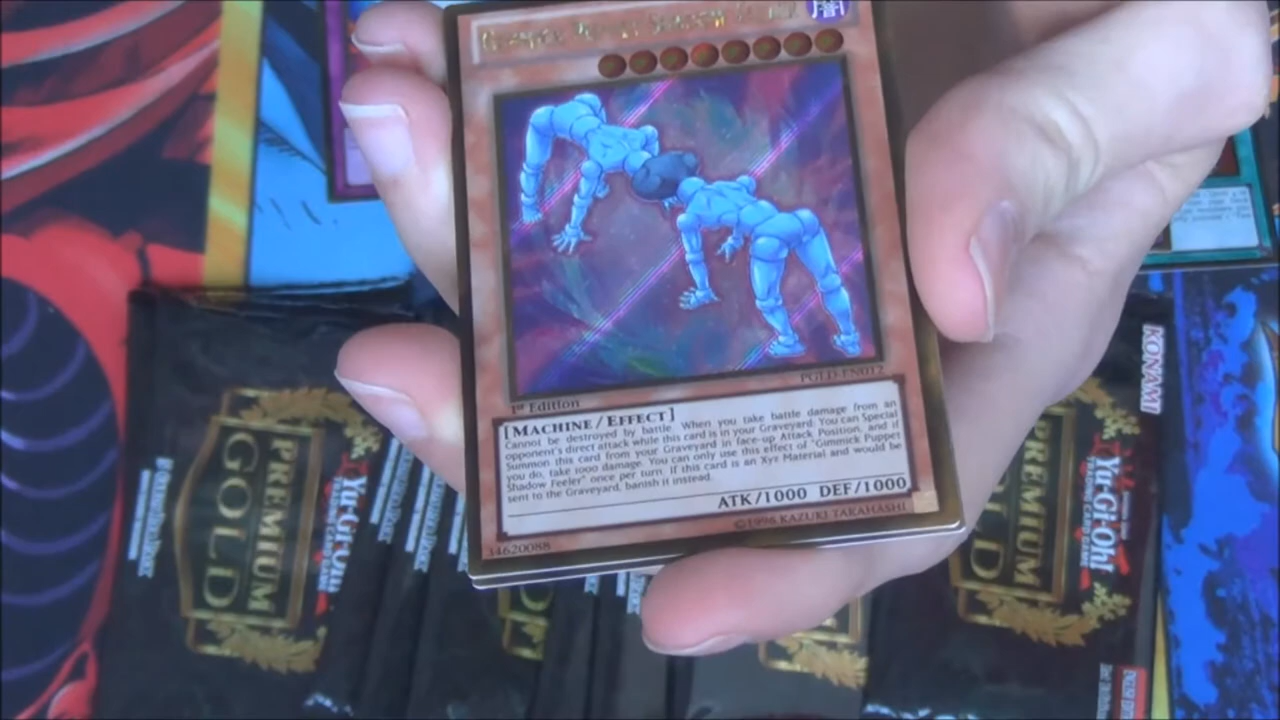 Gimmick Puppet Shadow Feeler
闇
PGLD-EN012
1st Edition
[MACHINE/EFFECT]
Cannot be destroyed by battle. When you take battle damage from an
opponent's direct attack while this card is in your Graveyard: You can Special
Summon this card from your Graveyard in face-up Attack Position, and if
you do, take 1000 damage. You can only use this effect of "Gimmick Puppet
Shadow Feeler" once per turn. If this card is an Xyz Material and would be
sent to the Graveyard, banish it instead.
ATK/1000 DEF/1000
34620088
©1996 KAZUKI TAKAHASHI
PREMIUM
GOLD
Yu-Gi-Oh!
TRADING CARD GAME
KONAMI
Yu-Gi-Oh!
TRADING CARD GAME
PREMIUM
GOLD